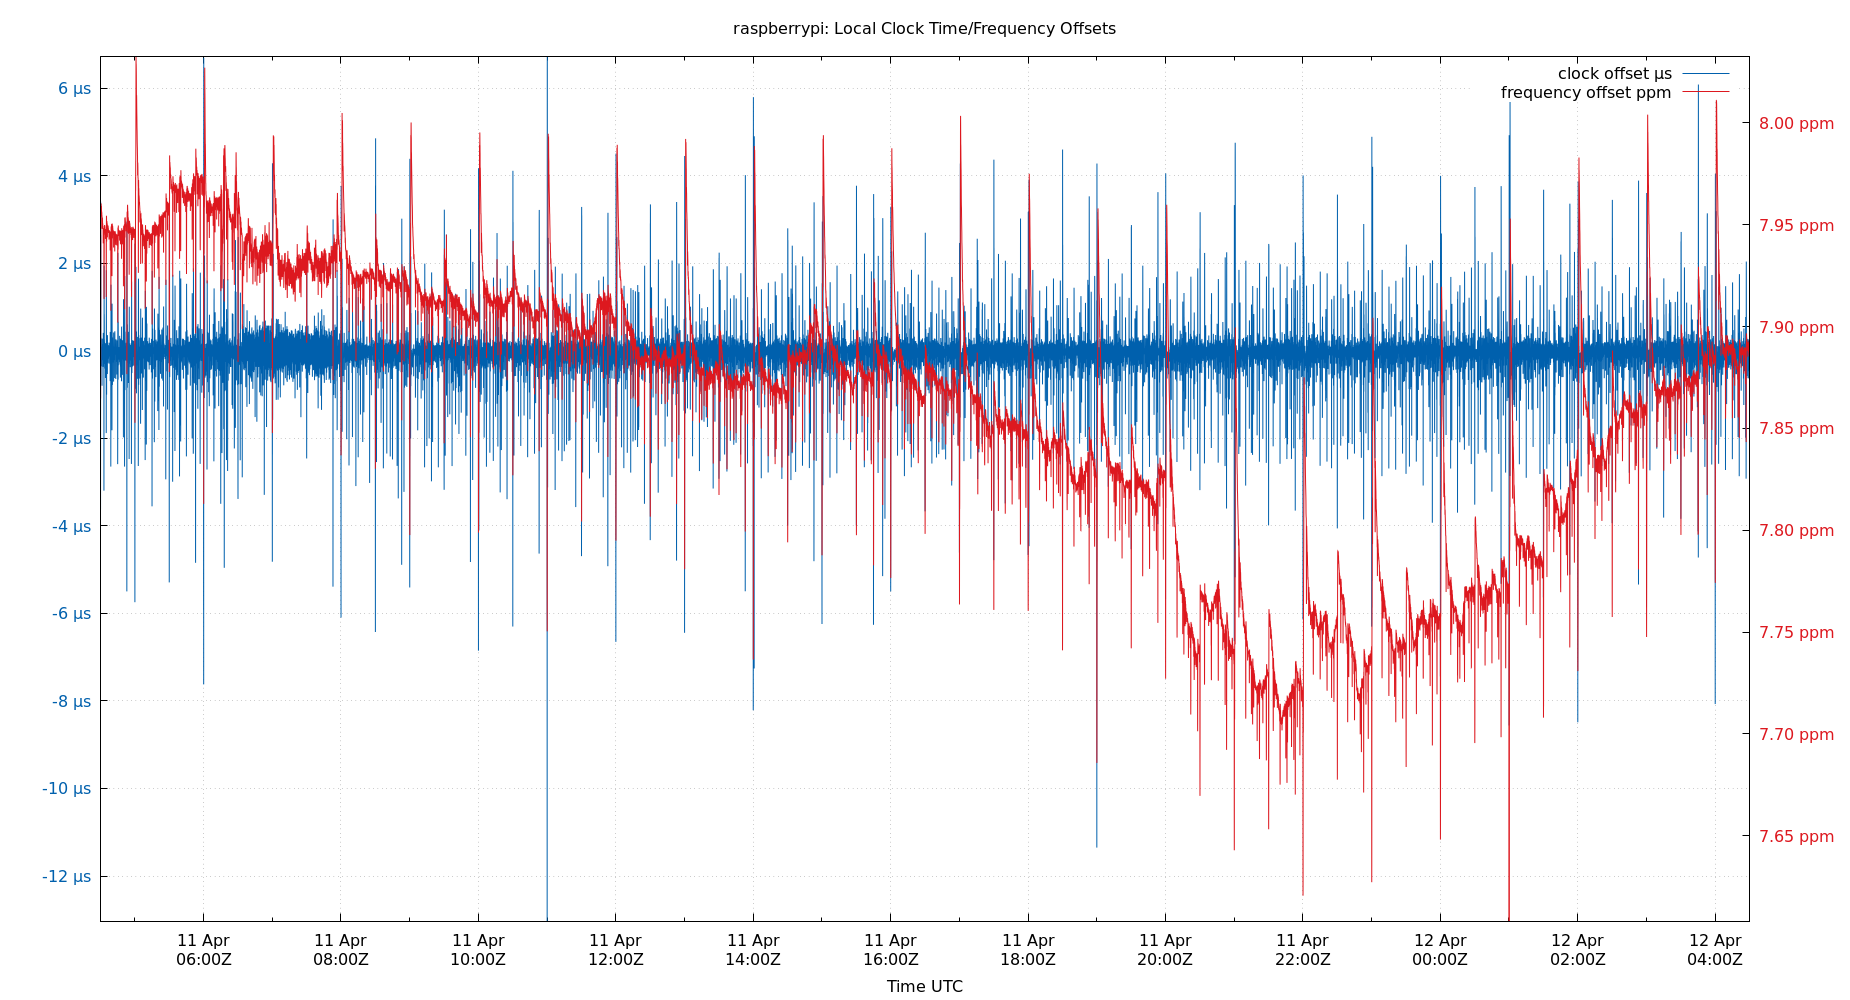 raspberrypi: Local Clock Time/Frequency Offsets
clock offset μs
frequency offset ppm
6 μs
4 μs
2 μs
0 μs
-2 μs
-4 μs
-6 μs
-8 μs
-10 μs
-12 μs
8.00 ppm
7.95 ppm
7.90 ppm
7.85 ppm
7.80 ppm
7.75 ppm
7.70 ppm
7.65 ppm
11 Apr
06:00Z
11 Apr
08:00Z
11 Apr
10:00Z
11 Apr
12:00Z
11 Apr
14:00Z
11 Apr
16:00Z
11 Apr
18:00Z
11 Apr
20:00Z
11 Apr
22:00Z
12 Apr
00:00Z
12 Apr
02:00Z
12 Apr
04:00Z
Time UTC